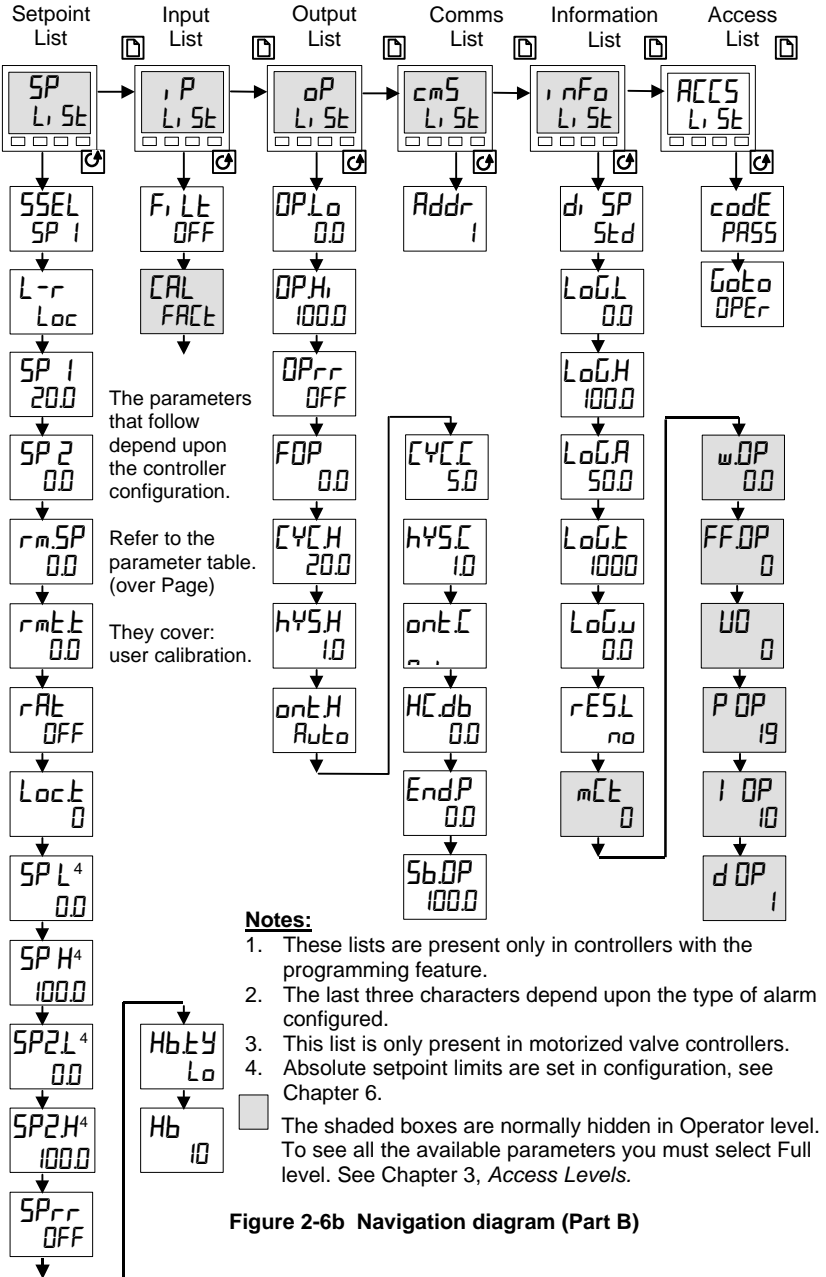 Setpoint List
Input List
Output List
Comms List
Information List
Access List
SP
LiSt
iP
LiSt
oP
LiSt
cmS
LiSt
inFo
LiSt
ACCS
LiSt
SSEL
SP 1
L-r
Loc
SP 1
20.0
SP 2
0.0
rm.SP
0.0
rmt.t
0.0
rAt
OFF
Loc.t
0
SP L4
0.0
SP H4
100.0
SP2.L4
0.0
SP2.H4
100.0
SPrr
OFF
Hb.tY
Lo
Hb
10
FiLt
OFF
CAL
FACt
The parameters
that follow
depend upon
the controller
configuration.
Refer to the
parameter table.
(over Page)
They cover:
user calibration.
OP.Lo
0.0
OP.Hi
100.0
OPrr
OFF
FOP
0.0
CYC.H
20.0
hYS.H
1.0
ont.H
Auto
Addr
1
CYC.C
5.0
hYS.C
1.0
ont.C
HC.db
0.0
End.P
0.0
Sb.OP
100.0
diSP
Std
LoG.L
0.0
LoG.H
100.0
LoG.A
50.0
LoG.t
1000
LoG.v
0.0
rES.L
no
mCt
0
w.OP
0.0
FF.OP
0
VO
0
P OP
19
I OP
10
d OP
1
codE
PASS
Goto
OPEr
Notes:
1. These lists are present only in controllers with the
programming feature.
2. The last three characters depend upon the type of alarm
configured.
3. This list is only present in motorized valve controllers.
4. Absolute setpoint limits are set in configuration, see
Chapter 6.
The shaded boxes are normally hidden in Operator level.
To see all the available parameters you must select Full
level. See Chapter 3, Access Levels.
Figure 2-6b Navigation diagram (Part B)